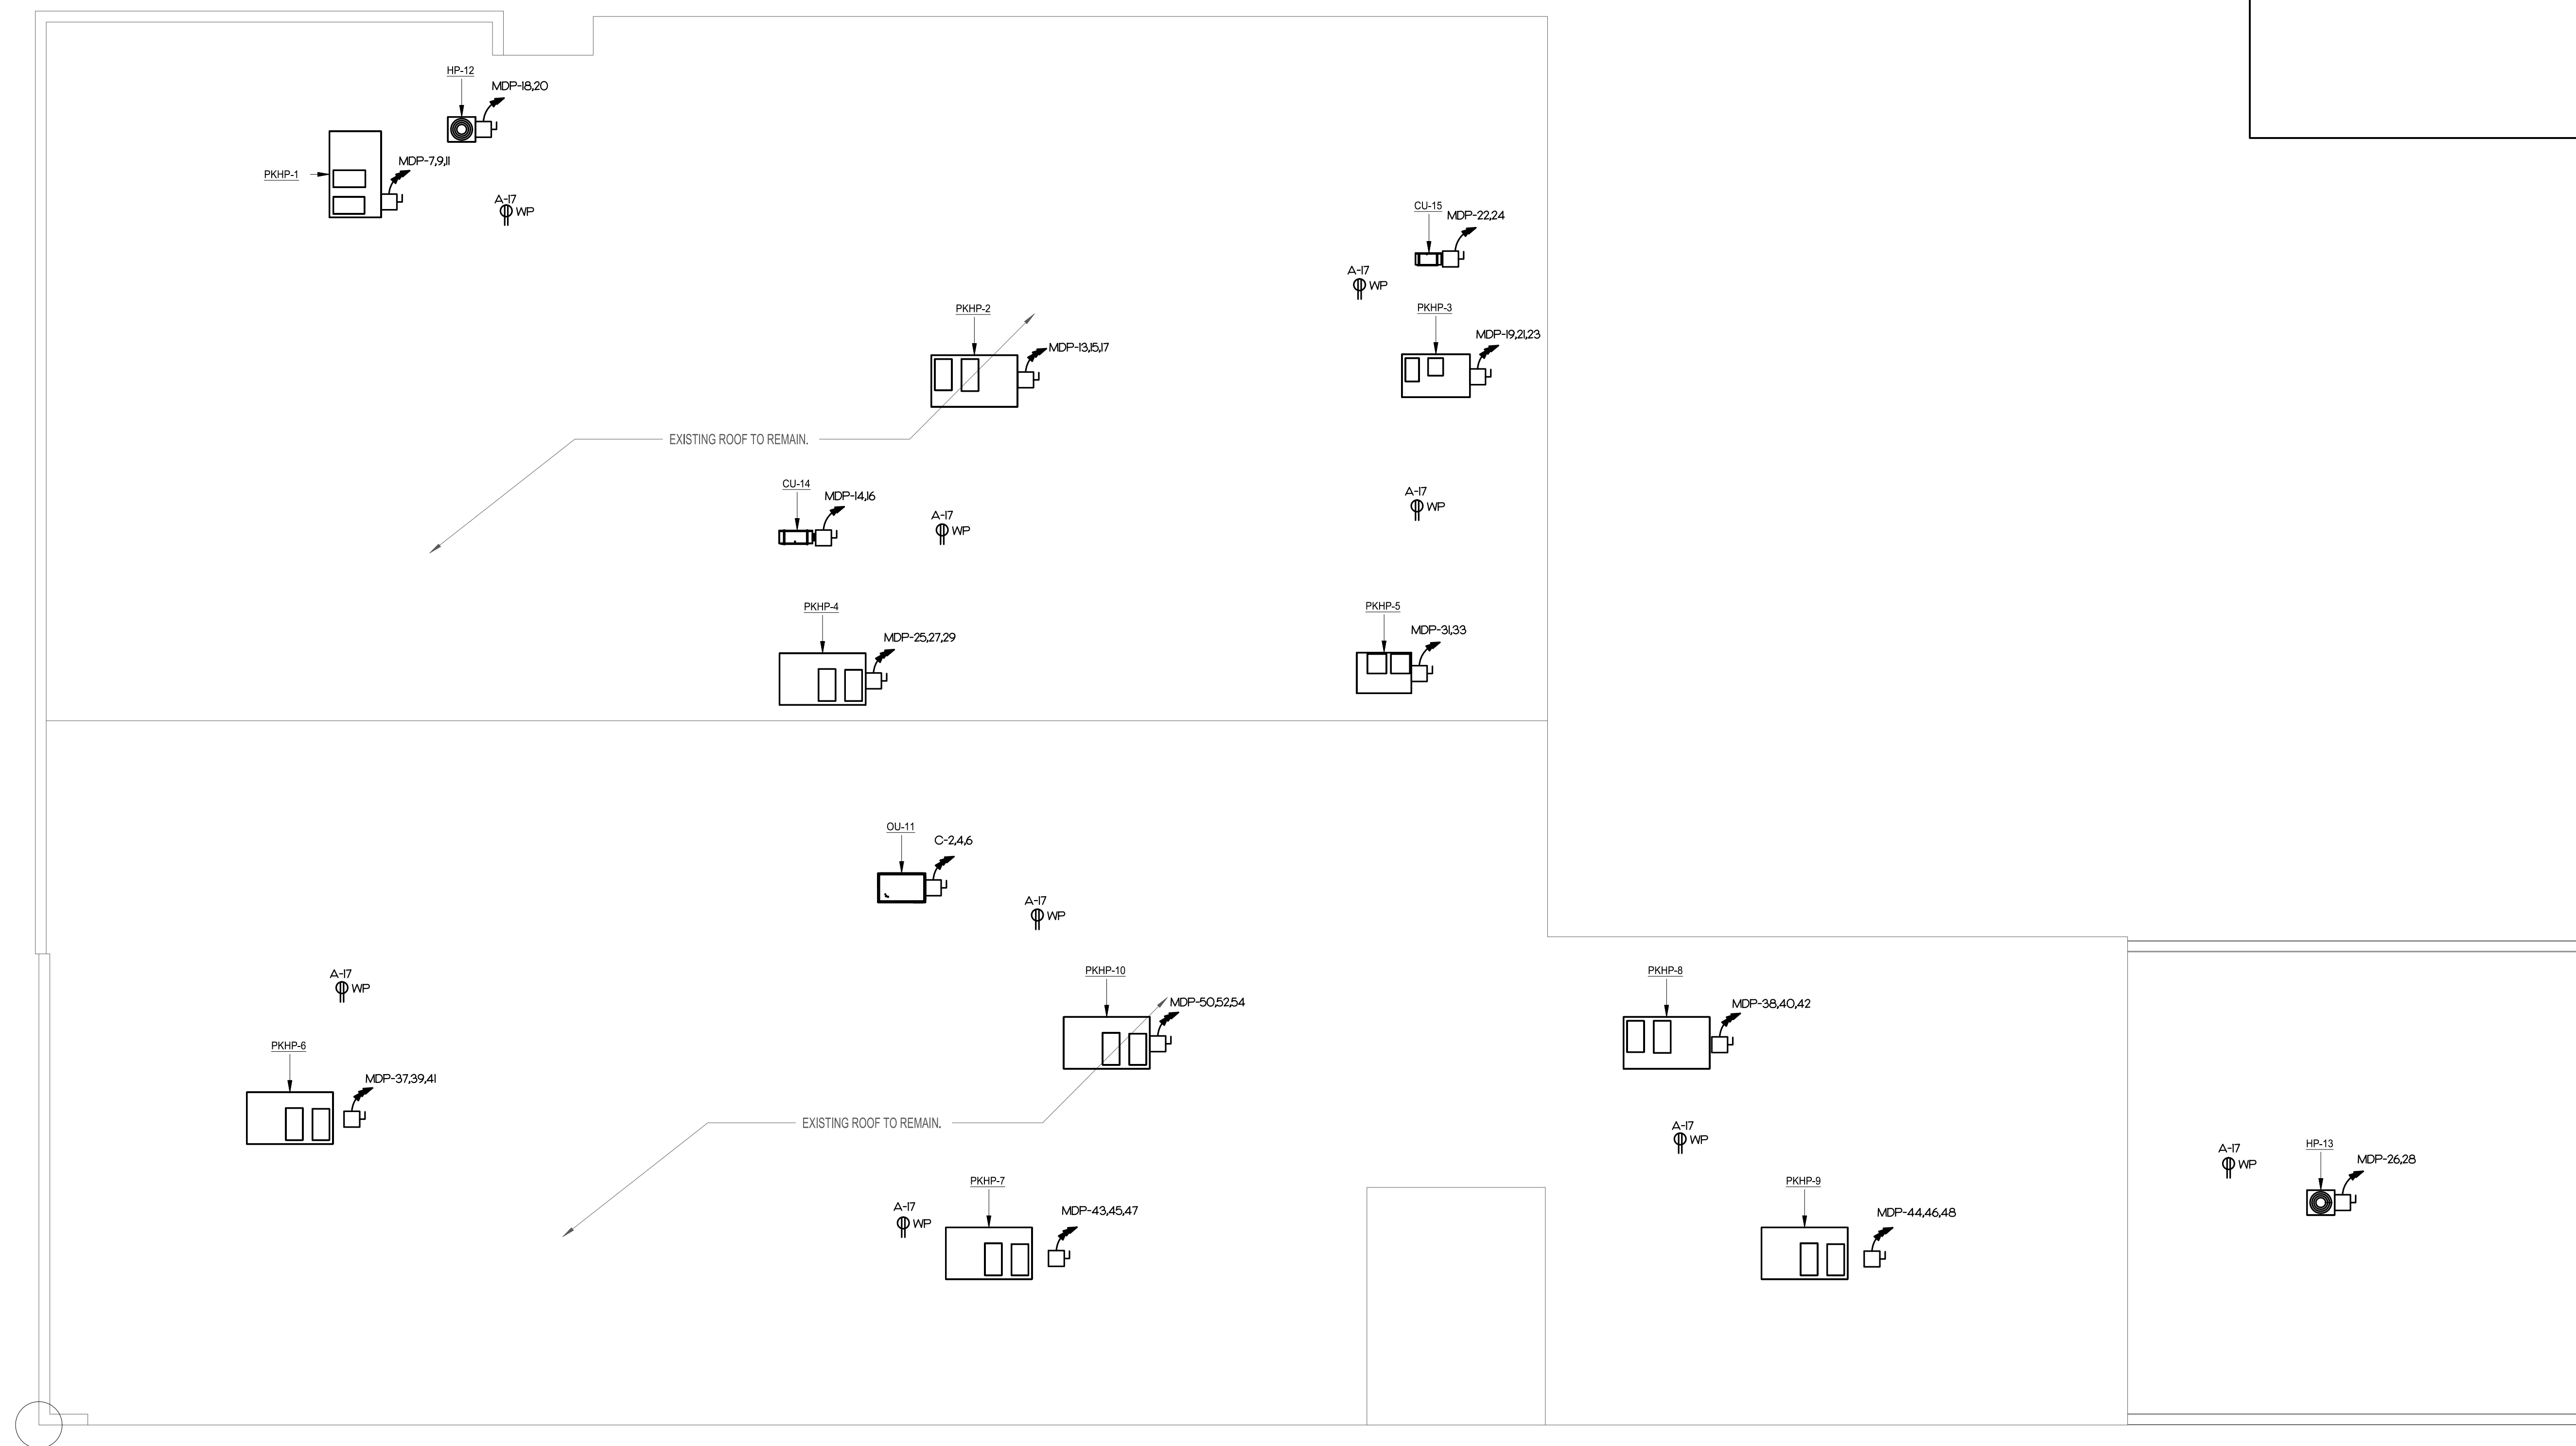 HP-12
MDP-18,20
PKHP-1
MDP-7,9,11
A-17
WP
CU-15
MDP-22,24
A-17
WP
PKHP-2
MDP-13,15,17
PKHP-3
MDP-19,21,23
EXISTING ROOF TO REMAIN.
CU-14
MDP-14,16
A-17
WP
A-17
WP
PKHP-4
MDP-25,27,29
PKHP-5
MDP-31,33
OU-11
C-2,4,6
A-17
WP
A-17
WP
PKHP-10
MDP-50,52,54
PKHP-8
MDP-38,40,42
PKHP-6
MDP-37,39,41
EXISTING ROOF TO REMAIN.
A-17
WP
A-17
WP
HP-13
MDP-26,28
PKHP-7
A-17
WP
MDP-43,45,47
PKHP-9
MDP-44,46,48